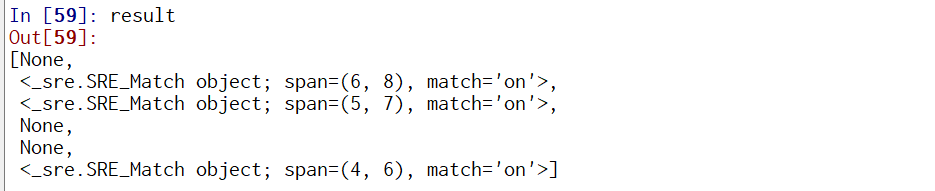 In [59]: result
Out[59]:
[None,
 <_sre.SRE_Match object; span=(6, 8), match='on'>,
 <_sre.SRE_Match object; span=(5, 7), match='on'>,
 None,
 None,
 <_sre.SRE_Match object; span=(4, 6), match='on'>]